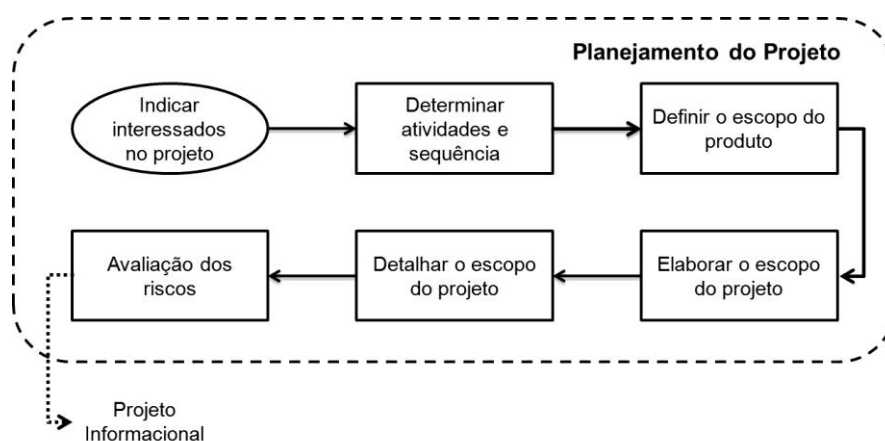 Planejamento do Projeto
Indicar
interessados
no projeto
Determinar
atividades e
sequência
Definir o escopo do
produto
Avaliação dos
riscos
Detalhar o escopo
do projeto
Elaborar o escopo
do projeto
Projeto
Informacional